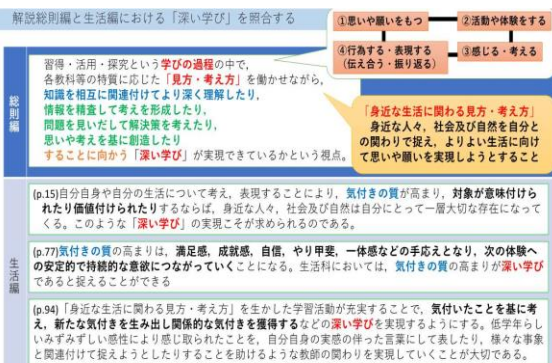 解説総則編と生活編における「深い学び」を照合する
①思いや願いをもつ
②活動や体験をする
④行為する・表現する
(伝え合う・振り返る)
③感じる・考える
総則編
習得・活用・探究という学びの過程の中で,
各教科等の特質に応じた「見方・考え方」を働かせながら,
知識を相互に関連付けてより深く理解したり,
情報を精査して考えを形成したり,
問題を見いだして解決策を考えたり,
思いや考えを基に創造したり
することに向かう「深い学び」が実現できているかという視点。
「身近な生活に関わる見方・考え方」
身近な人々,社会及び自然を自分と
の関わりで捉え,よりよい生活に向け
て思いや願いを実現しようとすること
生活編
(p.15)自分自身や自分の生活について考え,表現することにより,気付きの質が高まり,対象が意味付けら
れたり価値付けられたりするならば,身近な人々,社会及び自然は自分にとって一層大切な存在になって
くる。このような「深い学び」の実現こそが求められるのである。
(p.77)気付きの質の高まりは,満足感,成就感,自信,やり甲斐,一体感などの手応えとなり,次の体験へ
の安定的で持続的な意欲につながっていくことになる。生活科においては,気付きの質の高まりが深い学び
であると捉えることができる
(p.94)「身近な生活に関わる見方・考え方」を生かした学習活動が充実することで,気付いたことを基に考
え,新たな気付きを生み出し関係的な気付きを獲得するなどの深い学びを実現するようにする。低学年らし
いみずみずしい感性により感じ取られたことを,自分自身の実感の伴った言葉にして表したり,様々な事象
と関連付けて捉えようとしたりすることを助けるような教師の関わりを実現していくことが大切である。